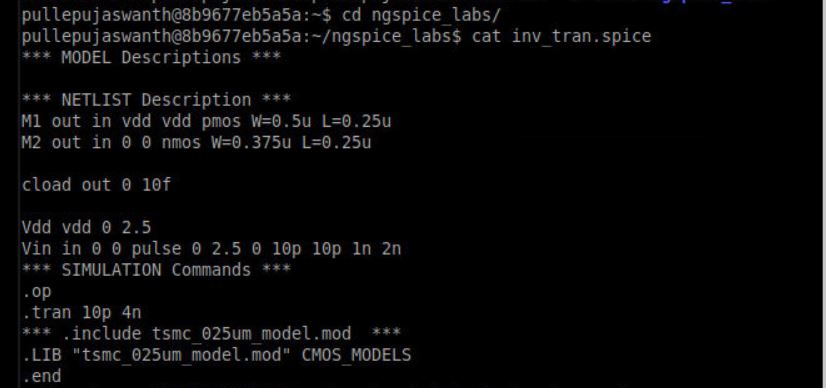 pullepujaswanth@8b9677eb5a5a:~$ cd ngspice_labs/
pullepujaswanth@8b9677eb5a5a:~/ngspice_labs$ cat inv_tran.spice
*** MODEL Descriptions ***
*** NETLIST Description ***
M1 out in vdd vdd pmos W=0.5u L=0.25u
M2 out in 0 0 nmos W=0.375u L=0.25u
cload out 0 10f
Vdd vdd 0 2.5
Vin in 0 0 pulse 0 2.5 0 10p 10p 1n 2n
*** SIMULATION Commands ***
.op
.tran 10p 4n
*** .include tsmc_025um_model.mod  ***
.LIB "tsmc_025um_model.mod" CMOS_MODELS
.end